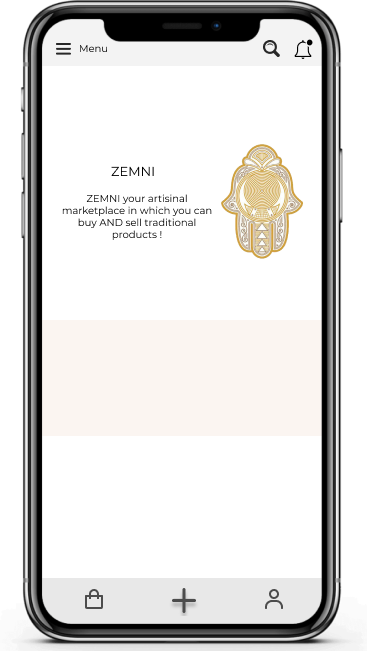 Menu
ZEMNI
ZEMNI your artisinal
marketplace in which you can
buy AND sell traditional
products !